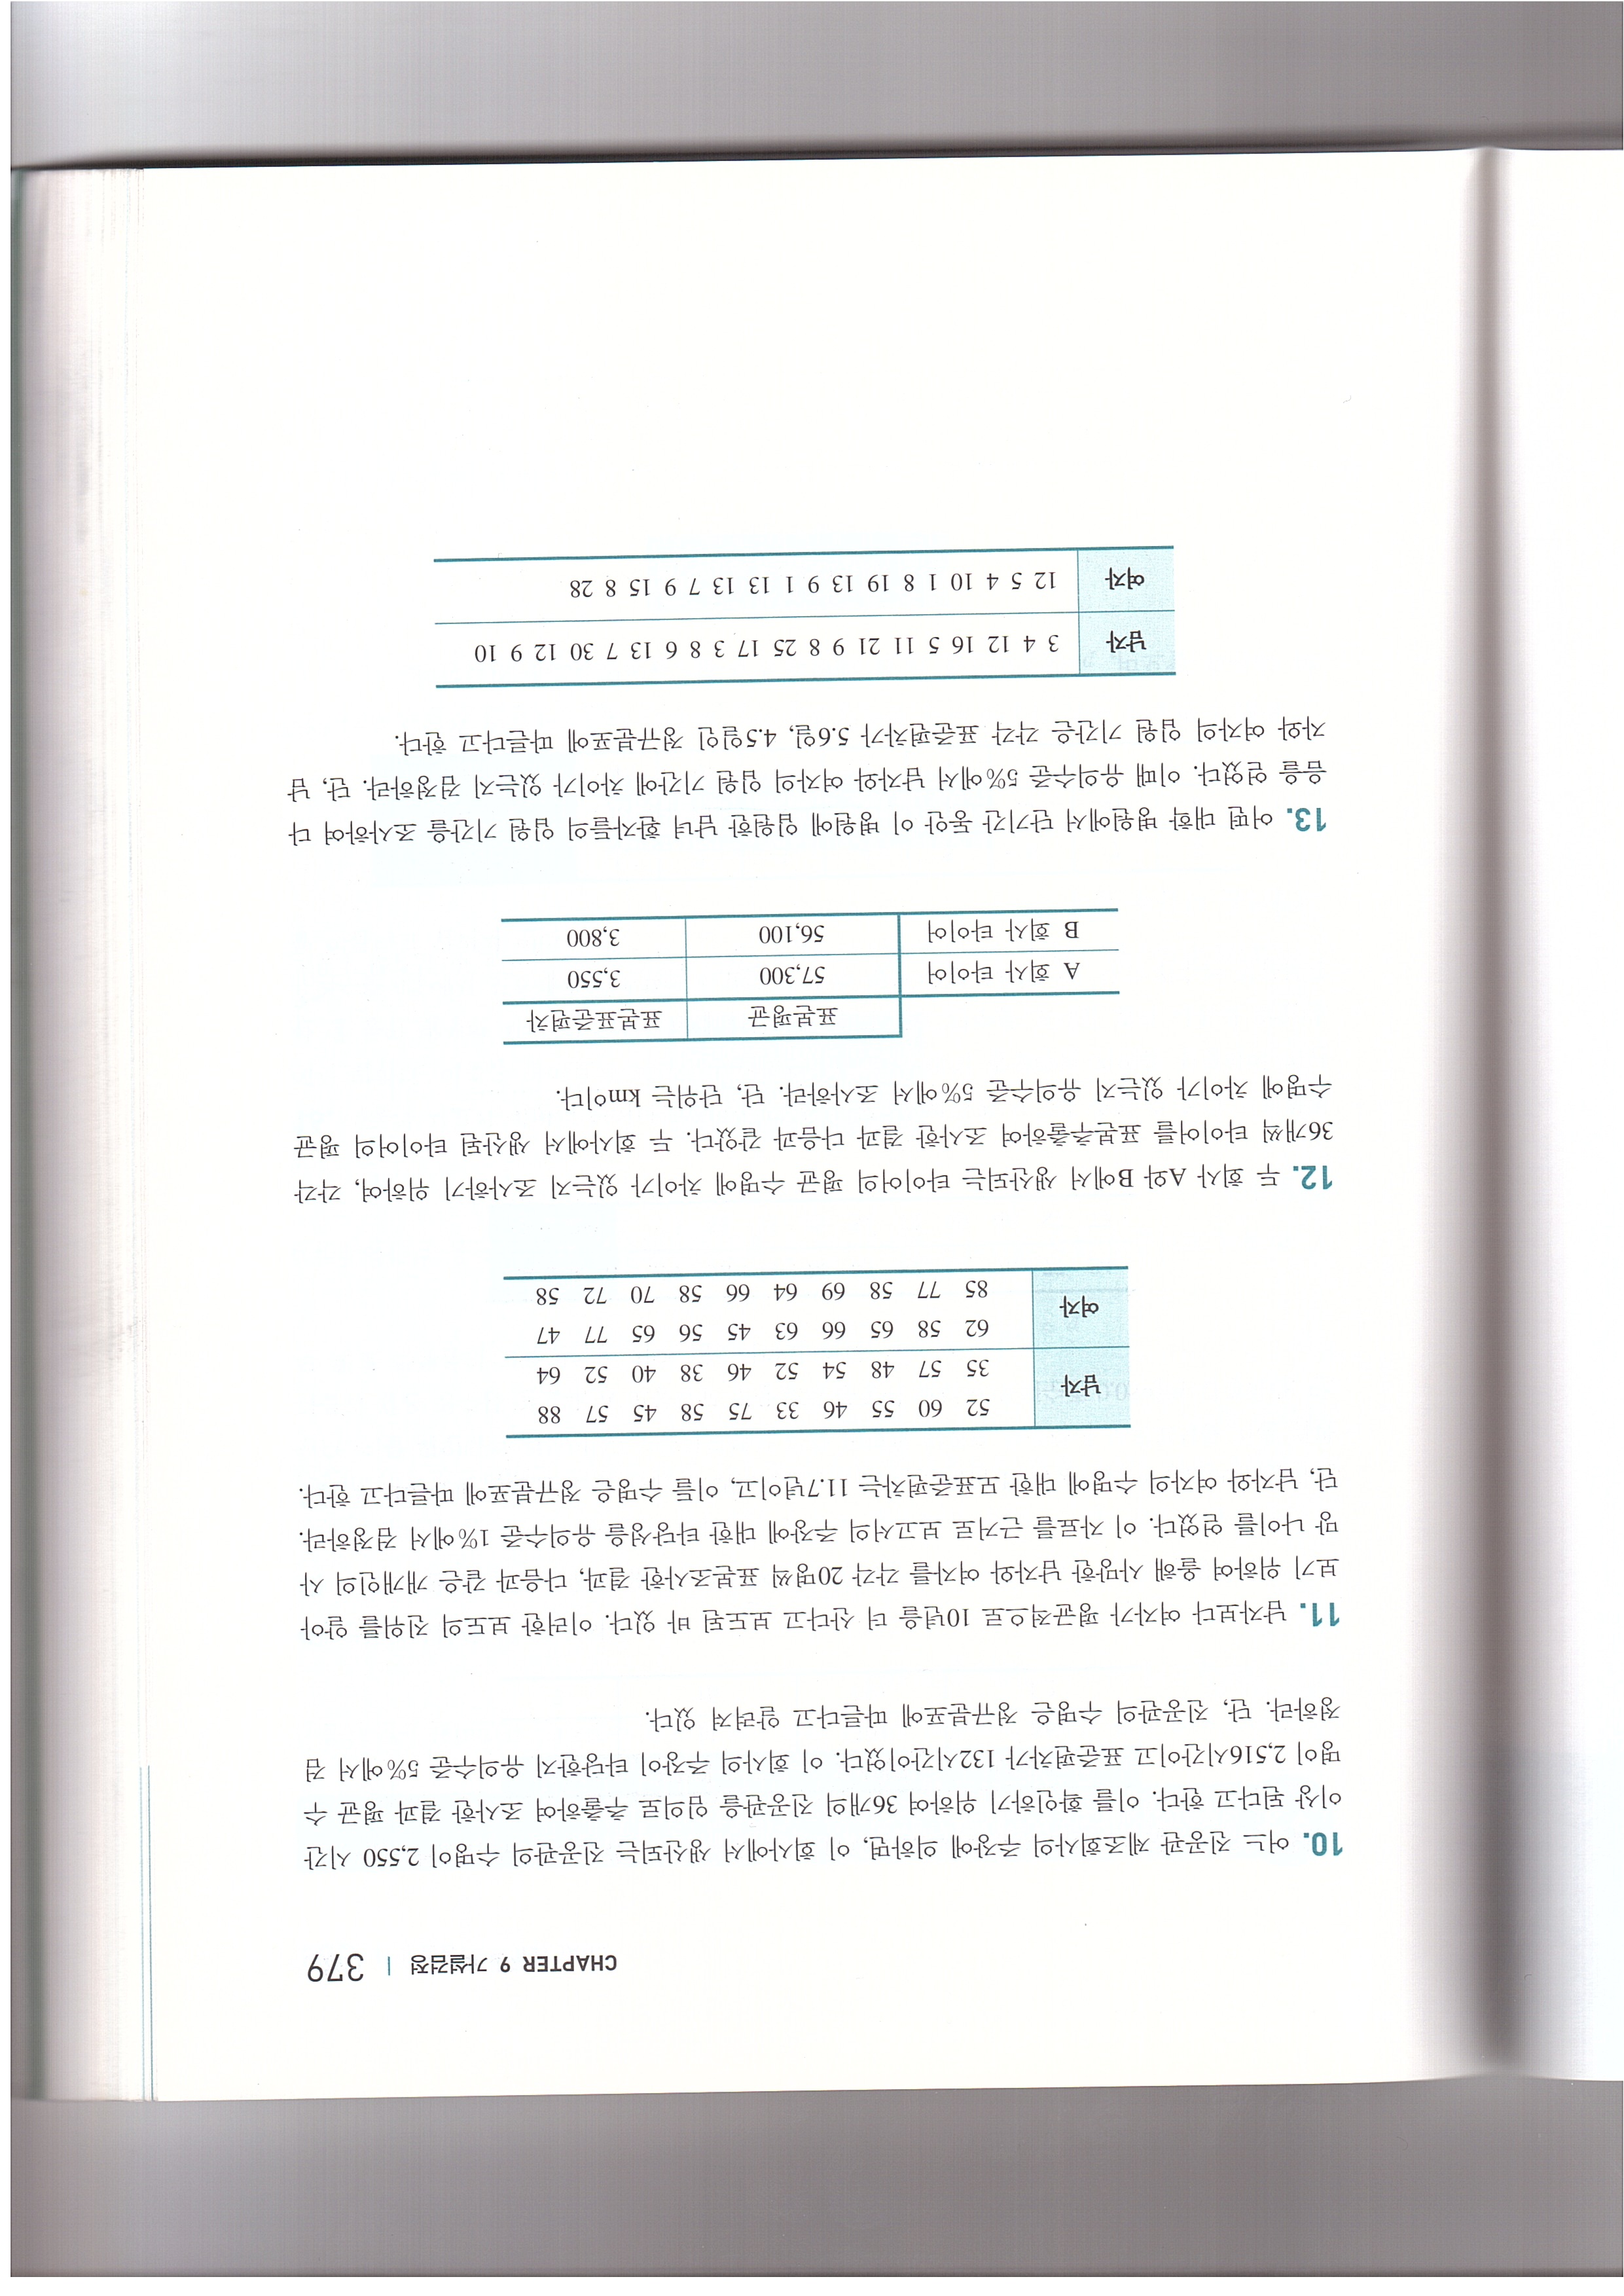 CHAPTER 9 가설검정 | 379
10. 어느 진공관 제조회사의 주장에 의하면, 이 회사에서 생산되는 진공관의 수명이 2,550 시간
이상 된다고 한다. 이를 확인하기 위하여 36개의 진공관을 임의로 추출하여 조사한 결과 평균 수
명이 2,516시간이고 표준편차가 132시간이었다. 이 회사의 주장이 타당한지 유의수준 5%에서 검
정하라. 단, 진공관의 수명은 정규분포에 따른다고 알려져 있다.
11. 남자보다 여자가 평균적으로 10년을 더 산다고 보도된 바 있다. 이러한 보도의 진위를 알아
보기 위하여 올해 사망한 남자와 여자를 각각 20명씩 표본조사한 결과, 다음과 같은 개개인의 사
망 나이를 얻었다. 이 자료를 근거로 보고서의 주장에 대한 타당성을 유의수준 1%에서 검정하라.
단, 남자와 여자의 수명에 대한 모표준편차는 11.7년이고, 이들 수명은 정규분포에 따른다고 한다.
남자
52 60 55 46 33 75 58 45 57 88
35 57 48 54 52 46 38 40 52 64
여자
62 58 65 66 63 45 56 65 77 47
85 77 58 69 64 66 58 70 72 58
12. 두 회사 A와 B에서 생산되는 타이어의 평균 수명에 차이가 있는지 조사하기 위하여, 각각
36개씩 타이어를 표본추출하여 조사한 결과 다음과 같았다. 두 회사에서 생산된 타이어의 평균
수명에 차이가 있는지 유의수준 5%에서 조사하라. 단, 단위는 km이다.
표본평균 표본표준편차
A 회사 타이어 57,300 3,550
B 회사 타이어 56,100 3,800
13. 어떤 대학 병원에서 단기간 동안 이 병원에 입원한 남녀 환자들의 입원 기간을 조사하여 다
음을 얻었다. 이때 유의수준 5%에서 남자와 여자의 입원 기간에 차이가 있는지 검정하라. 단, 남
자와 여자의 입원 기간은 각각 표준편차가 5.6일, 4.5일인 정규분포에 따른다고 한다.
남자 3 4 12 16 5 11 21 9 8 25 17 3 8 6 13 7 30 12 9 10
여자 12 5 4 10 1 8 19 13 9 1 13 13 7 9 15 8 28